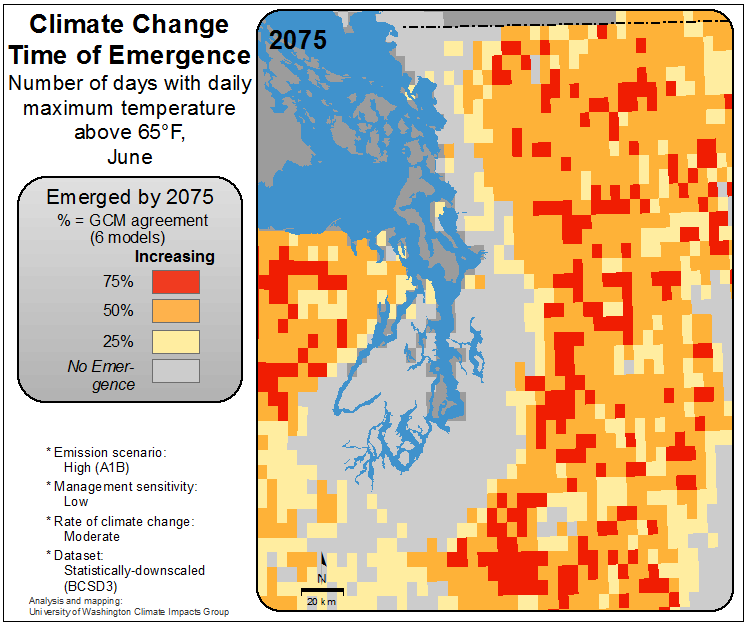 Climate Change
Time of Emergence
Number of days with daily
maximum temperature
above 65°F,
June
2075
Emerged by 2075
% = GCM agreement
(6 models)
Increasing
75%
50%
25%
No Emer-
gence
* Emission scenario:
High (A1B)
* Management sensitivity:
Low
* Rate of climate change:
Moderate
* Dataset:
Statistically-downscaled
(BCSD3)
Analysis and mapping:
University of Washington Climate Impacts Group
N
20 km